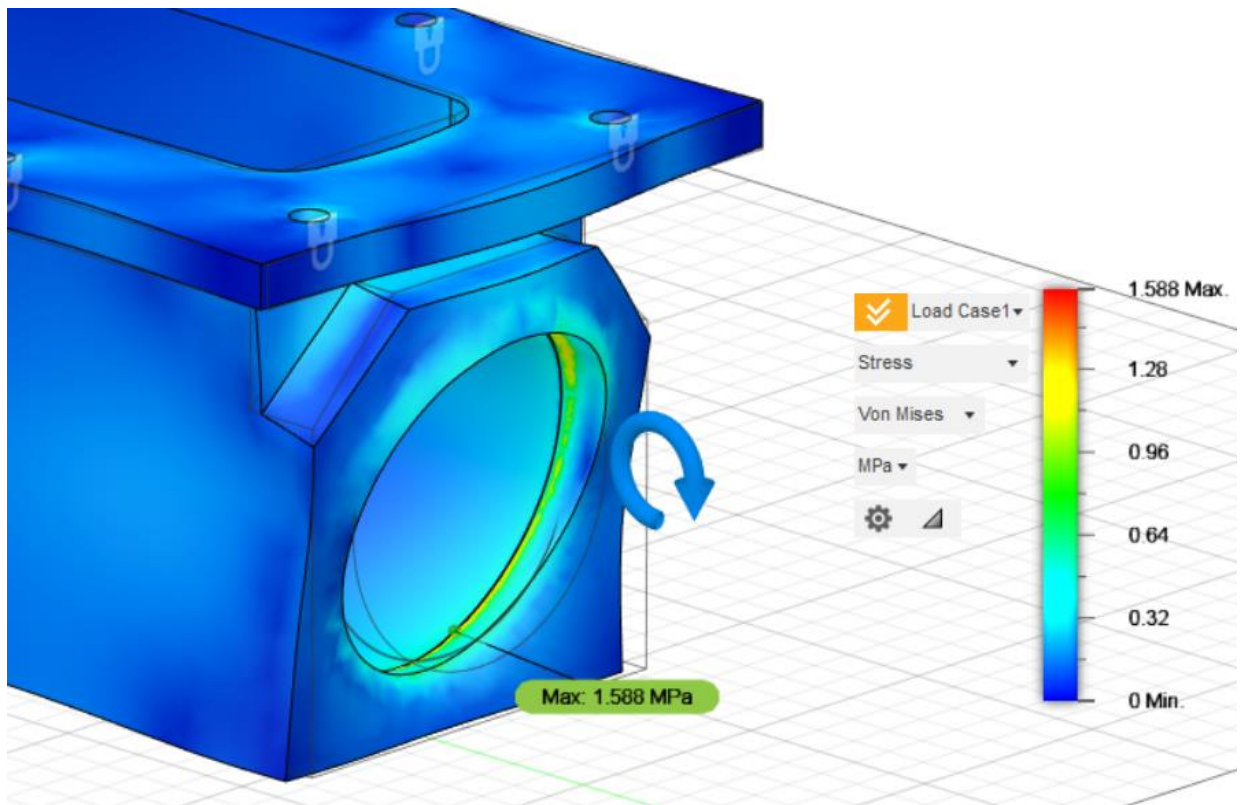 Load Case1
Stress
Von Mises
MPa
1.588 Max.
1.28
0.96
0.64
0.32
0 Min.
Max: 1.588 MPa